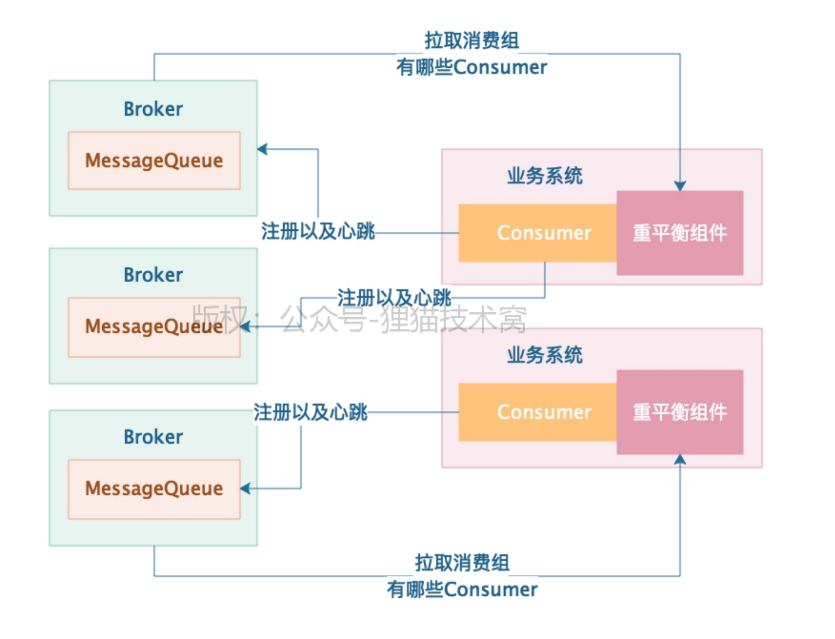 拉取消费组
有哪些Consumer
Broker
MessageQueue
业务系统
Consumer
重平衡组件
注册以及心跳
Broker
MessageQueue
注册以及心跳
版权：公众号-狸猫技术窝
业务系统
Consumer
重平衡组件
注册以及心跳
Broker
MessageQueue
拉取消费组
有哪些Consumer